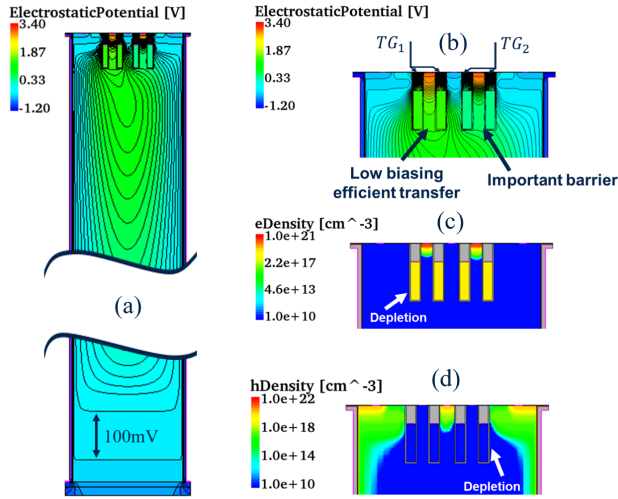 ElectrostaticPotential [V]
3.40
1.87
0.33
-1.20
(a)
100mV
ElectrostaticPotential [V]
3.40
1.87
0.33
-1.20
TG1
(b)
TG2
Low biasing
efficient transfer
Important barrier
(c)
eDensity [cm^-3]
1.0e+21
2.2e+17
4.6e+13
1.0e+10
Depletion
(d)
hDensity [cm^-3]
1.0e+22
1.0e+18
1.0e+14
1.0e+10
Depletion